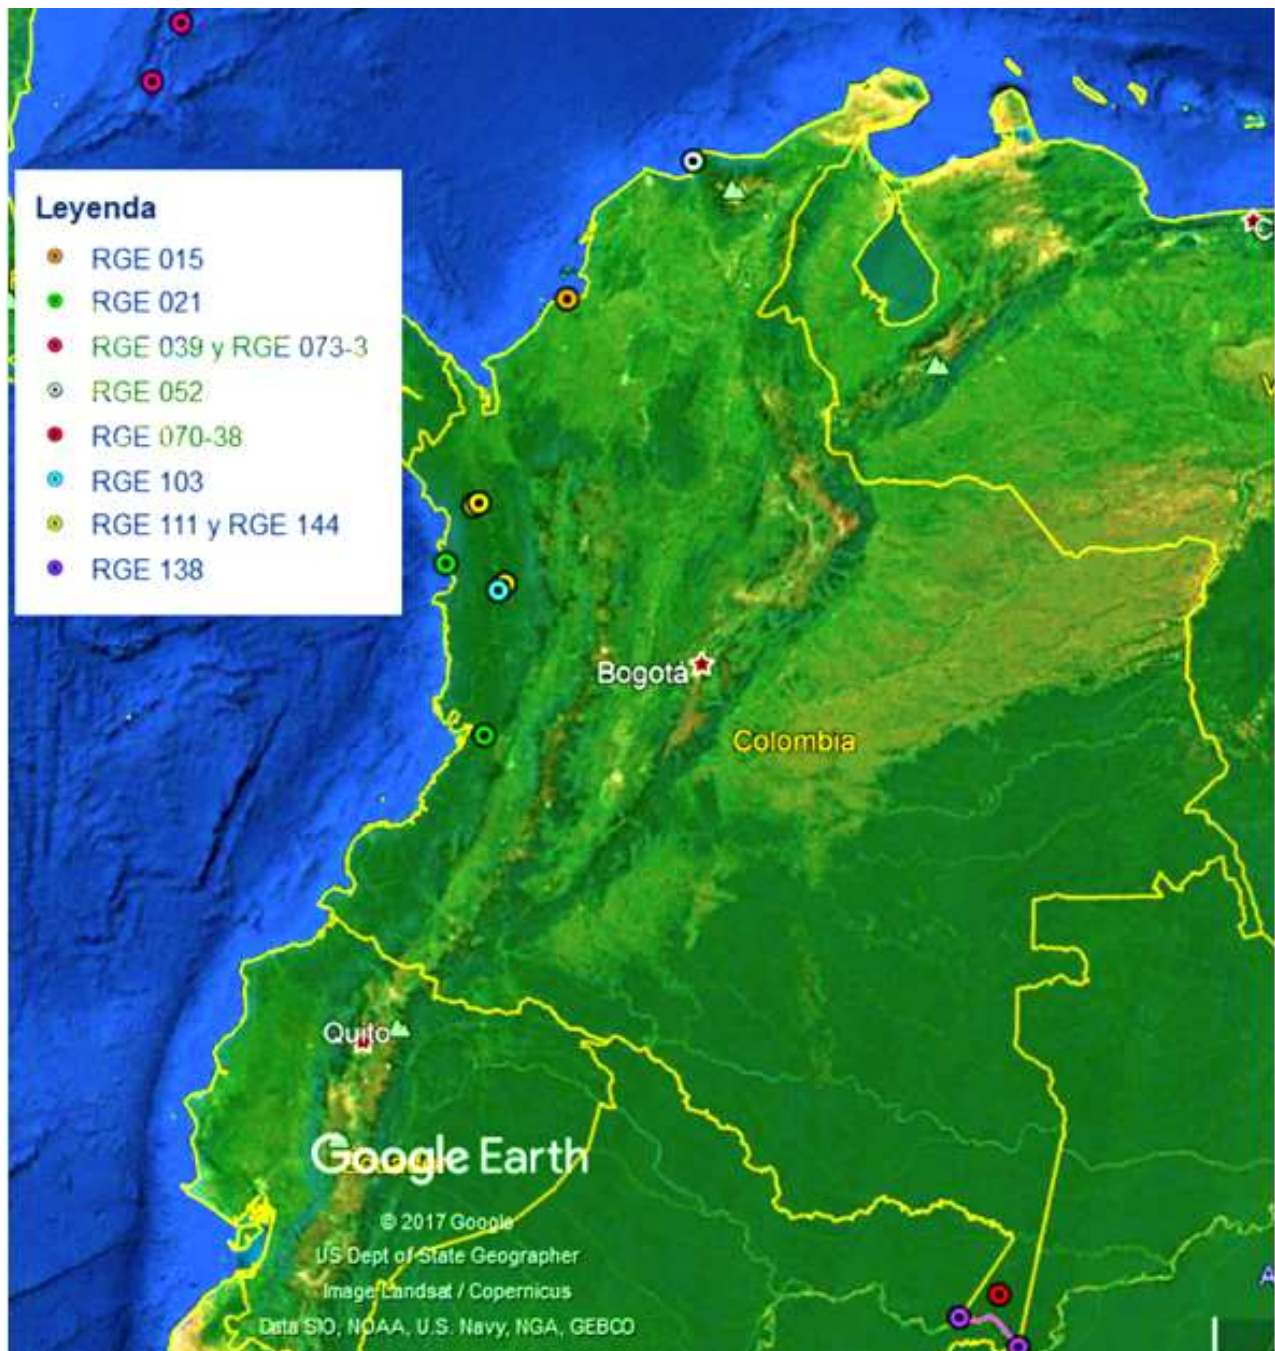 Leyenda
RGE 015
RGE 021
RGE 039 y RGE 073-3
RGE 052
RGE 070-38
RGE 103
RGE 111 y RGE 144
RGE 138
C
V
Bogotá
Colombia
Quito
Google Earth
© 2017 Google
US Dept of State Geographer
Image Landsat / Copernicus
A
Data SIO, NOAA, U.S. Navy, NGA, GEBCO